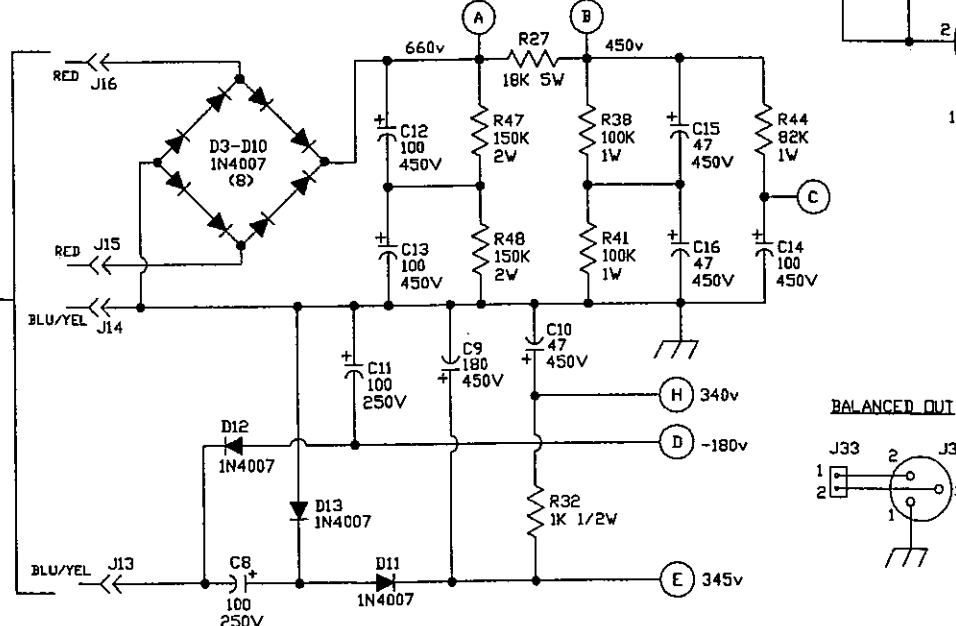 A
B
660v
R27
18K 5W
450v
2
RED
J16
D3-D10
1N4007
(8)
+
C12
100
450V
R47
150K
2W
R38
100K
1W
+
C15
47
450V
R44
82K
1W
1
C
RED
J15
+
C13
100
450V
R48
150K
2W
R41
100K
1W
+
C16
47
450V
+
C14
100
450V
BLU/YEL
J14
+
C11
100
250V
C9
180
450V
+
C10
47
450V
+
H
340v
D
-180v
D12
1N4007
D13
1N4007
R32
1K 1/2W
BLU/YEL
J13
C8
+
100
250V
D11
1N4007
E
345v
BALANCED OUT
J33
1
2
2
1
J3